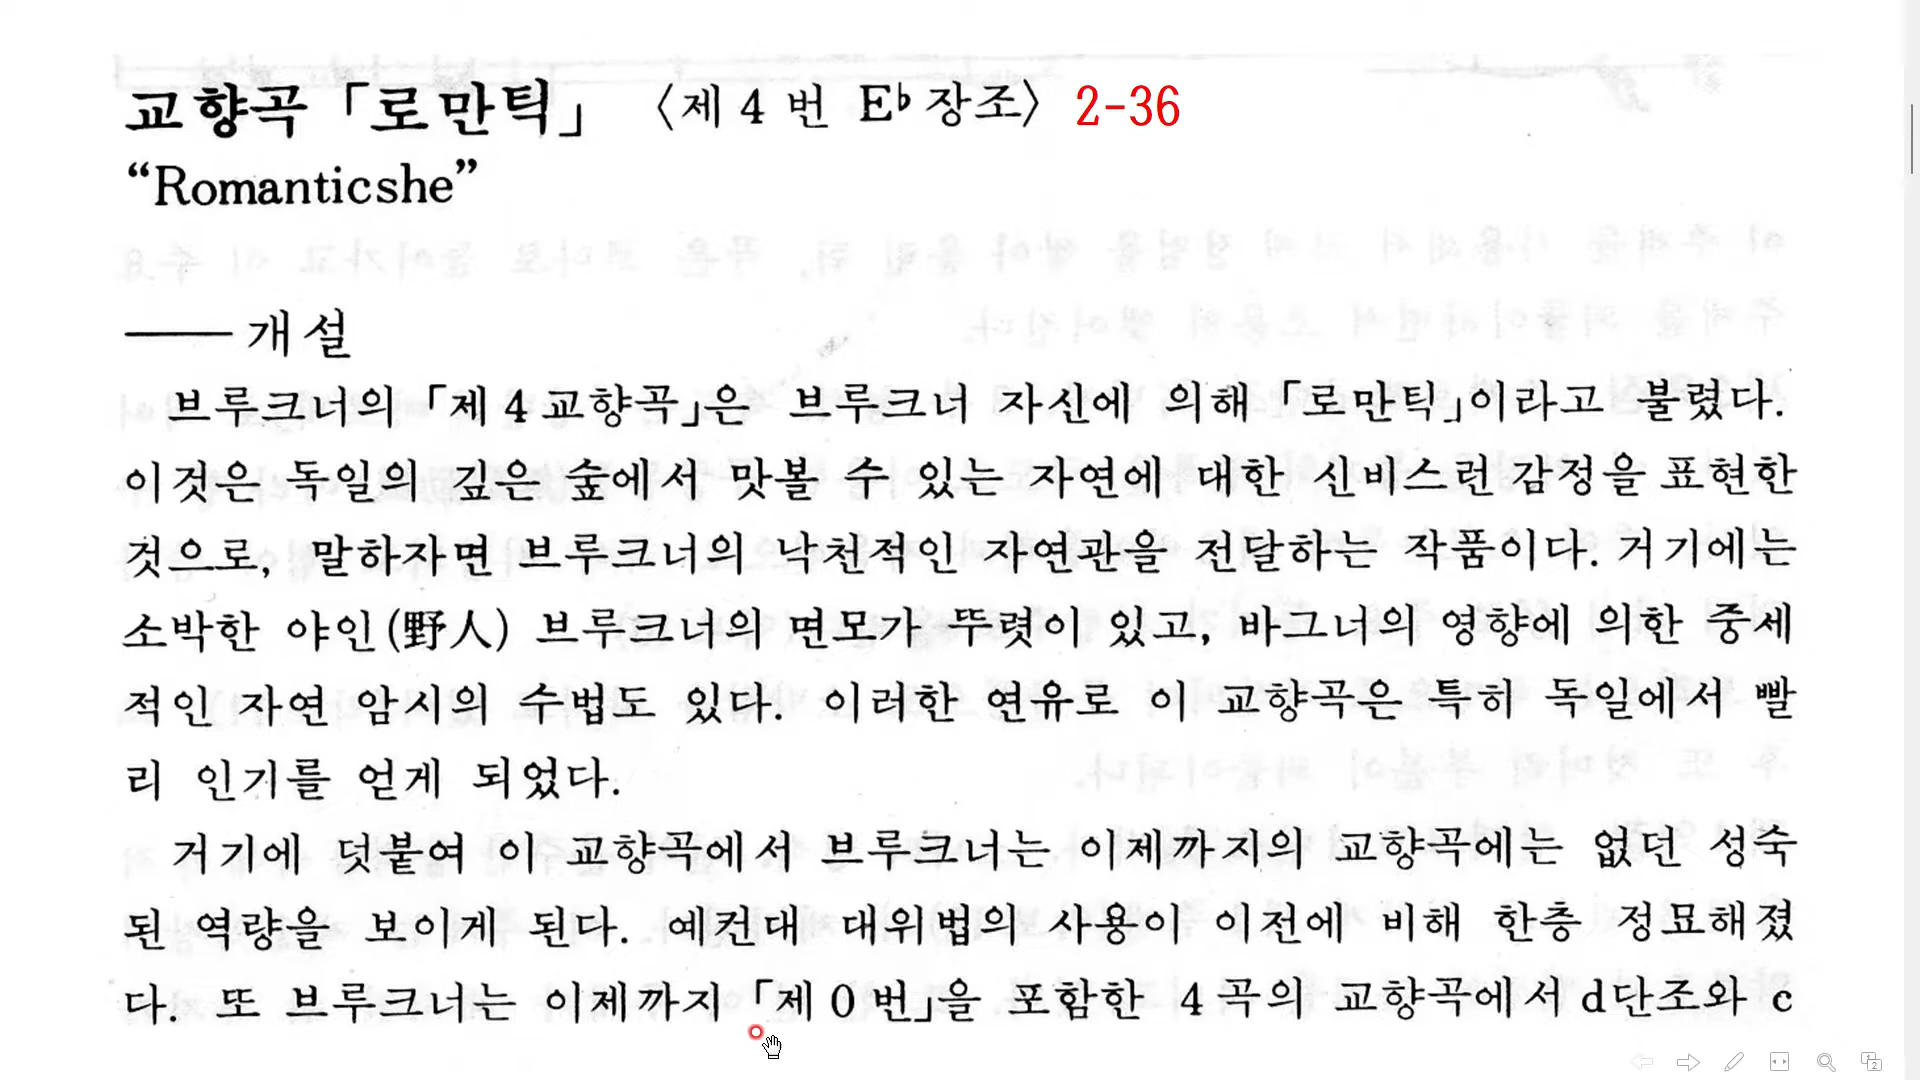 교향곡「로만틱」 〈제4번 E♭장조〉 2-36
“Romanticshe”
——개설
브루크너의 「제4교향곡」은 브루크너 자신에 의해 「로만틱」이라고 불렸다.
이것은 독일의 깊은 숲에서 맛볼 수 있는 자연에 대한 신비스런 감정을 표현한
것으로, 말하자면 브루크너의 낙천적인 자연관을 전달하는 작품이다. 거기에는
소박한 야인(野人) 브루크너의 면모가 뚜렷이 있고, 바그너의 영향에 의한 중세
적인 자연 암시의 수법도 있다. 이러한 연유로 이 교향곡은 특히 독일에서 빨
리 인기를 얻게 되었다.
거기에 덧붙여 이 교향곡에서 브루크너는 이제까지의 교향곡에는 없던 성숙
된 역량을 보이게 된다. 예컨대 대위법의 사용이 이전에 비해 한층 정묘해졌
다. 또 브루크너는 이제까지 「제0번」을 포함한 4곡의 교향곡에서 d단조와 c